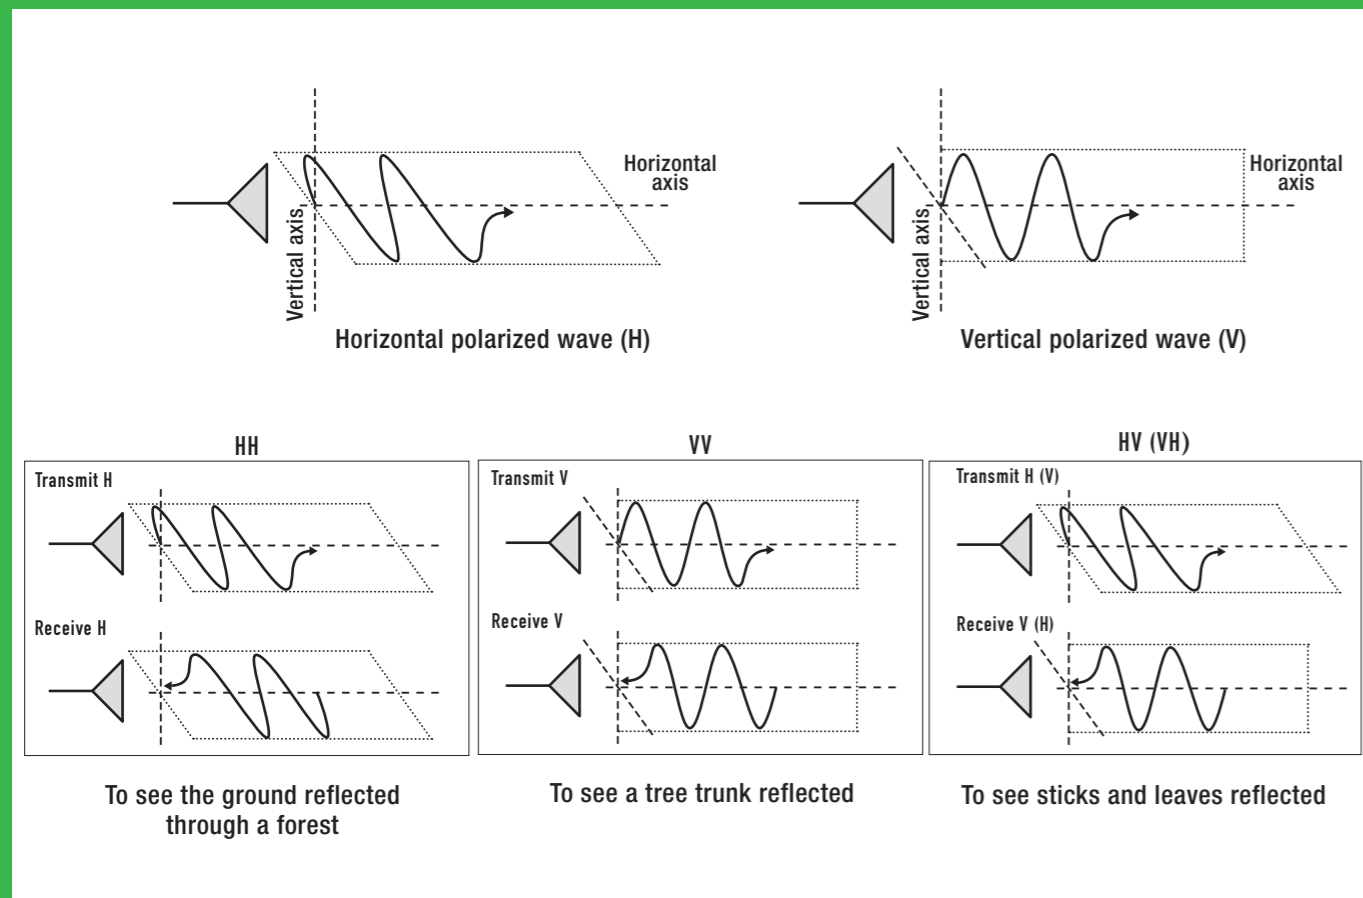 Horizontal
axis
Vertical axis
Horizontal polarized wave (H)
Horizontal
axis
Vertical axis
Vertical polarized wave (V)
HH
Transmit H
Receive H
To see the ground reflected
through a forest
VV
Transmit V
Receive V
To see a tree trunk reflected
HV (VH)
Transmit H (V)
Receive V (H)
To see sticks and leaves reflected